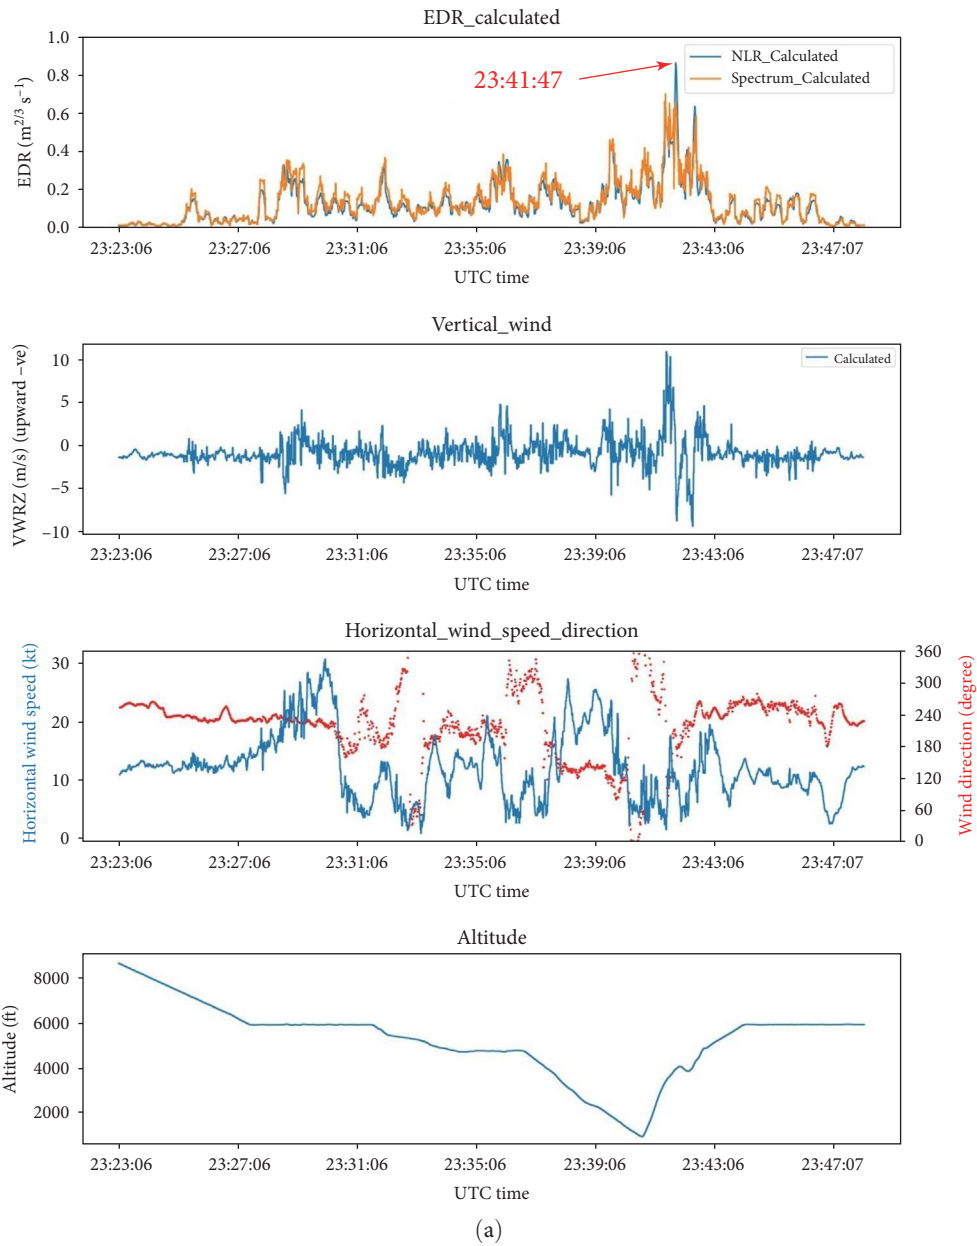 EDR_calculated
EDR (m2/3 s−1)
1.0
0.8
0.6
0.4
0.2
0.0
23:41:47
NLR_Calculated
Spectrum_Calculated
23:23:06 23:27:06 23:31:06 23:35:06 23:39:06 23:43:06 23:47:06
UTC time
Vertical_wind
VWRZ (m/s) (upward –ve)
10
5
0
−5
−10
Calculated
23:23:06 23:27:06 23:31:06 23:35:06 23:39:06 23:43:06 23:47:07
UTC time
Horizontal_wind_speed_direction
Horizontal wind speed (kt)
30
20
10
0
360
300
240
180
120
60
0
Wind direction (degree)
23:23:06 23:27:06 23:31:06 23:35:06 23:39:06 23:43:06 23:47:07
UTC time
Altitude
Altitude (ft)
8000
6000
4000
2000
23:23:06 23:27:06 23:31:06 23:35:06 23:39:06 23:43:06 23:47:07
UTC time
(a)